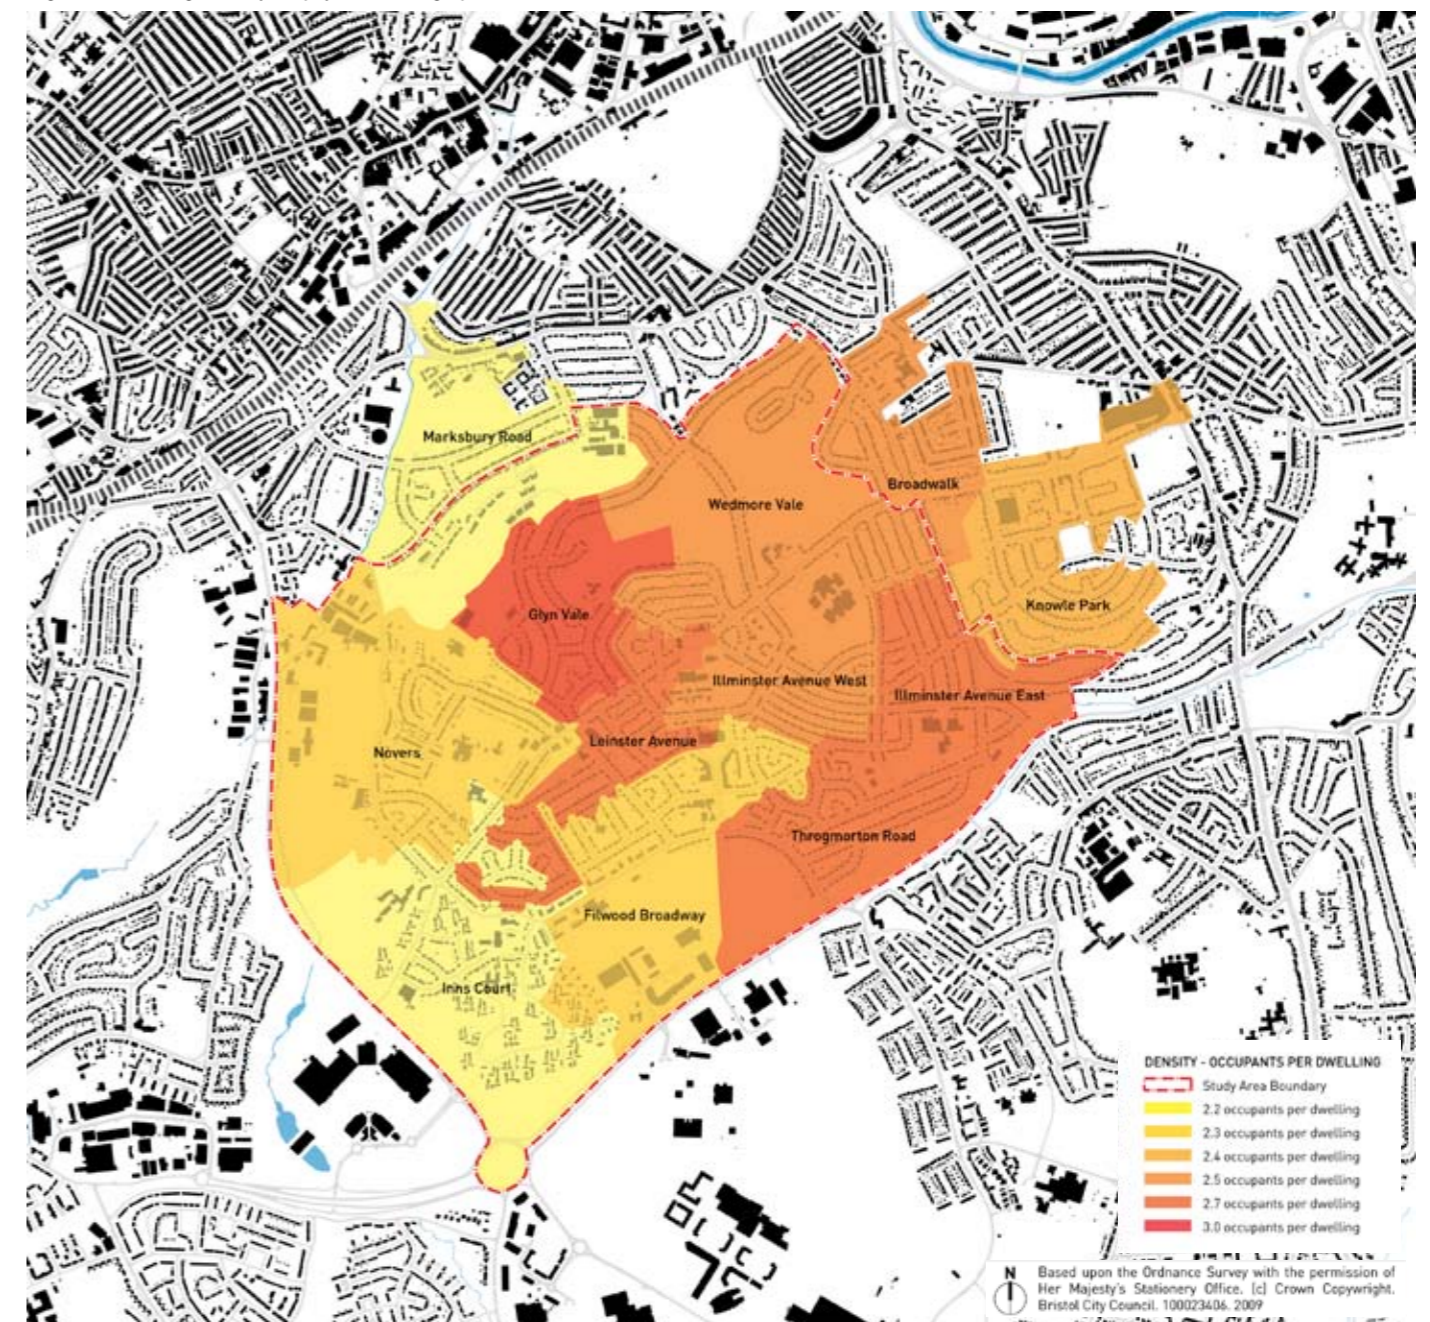 Marksbury Road
Wedmore Vale
Broadwalk
Glyn Vale
Knowle Park
Illminster Avenue West
Illminster Avenue East
Leinster Avenue
Novers
Throgmorton Road
Filwood Broadway
Inns Court
DENSITY - OCCUPANTS PER DWELLING
Study Area Boundary
2.2 occupants per dwelling
2.3 occupants per dwelling
2.4 occupants per dwelling
2.5 occupants per dwelling
2.7 occupants per dwelling
3.0 occupants per dwelling
N
Based upon the Ordnance Survey with the permission of
Her Majesty's Stationery Office. (c) Crown Copywright.
Bristol City Council. 100023406. 2009